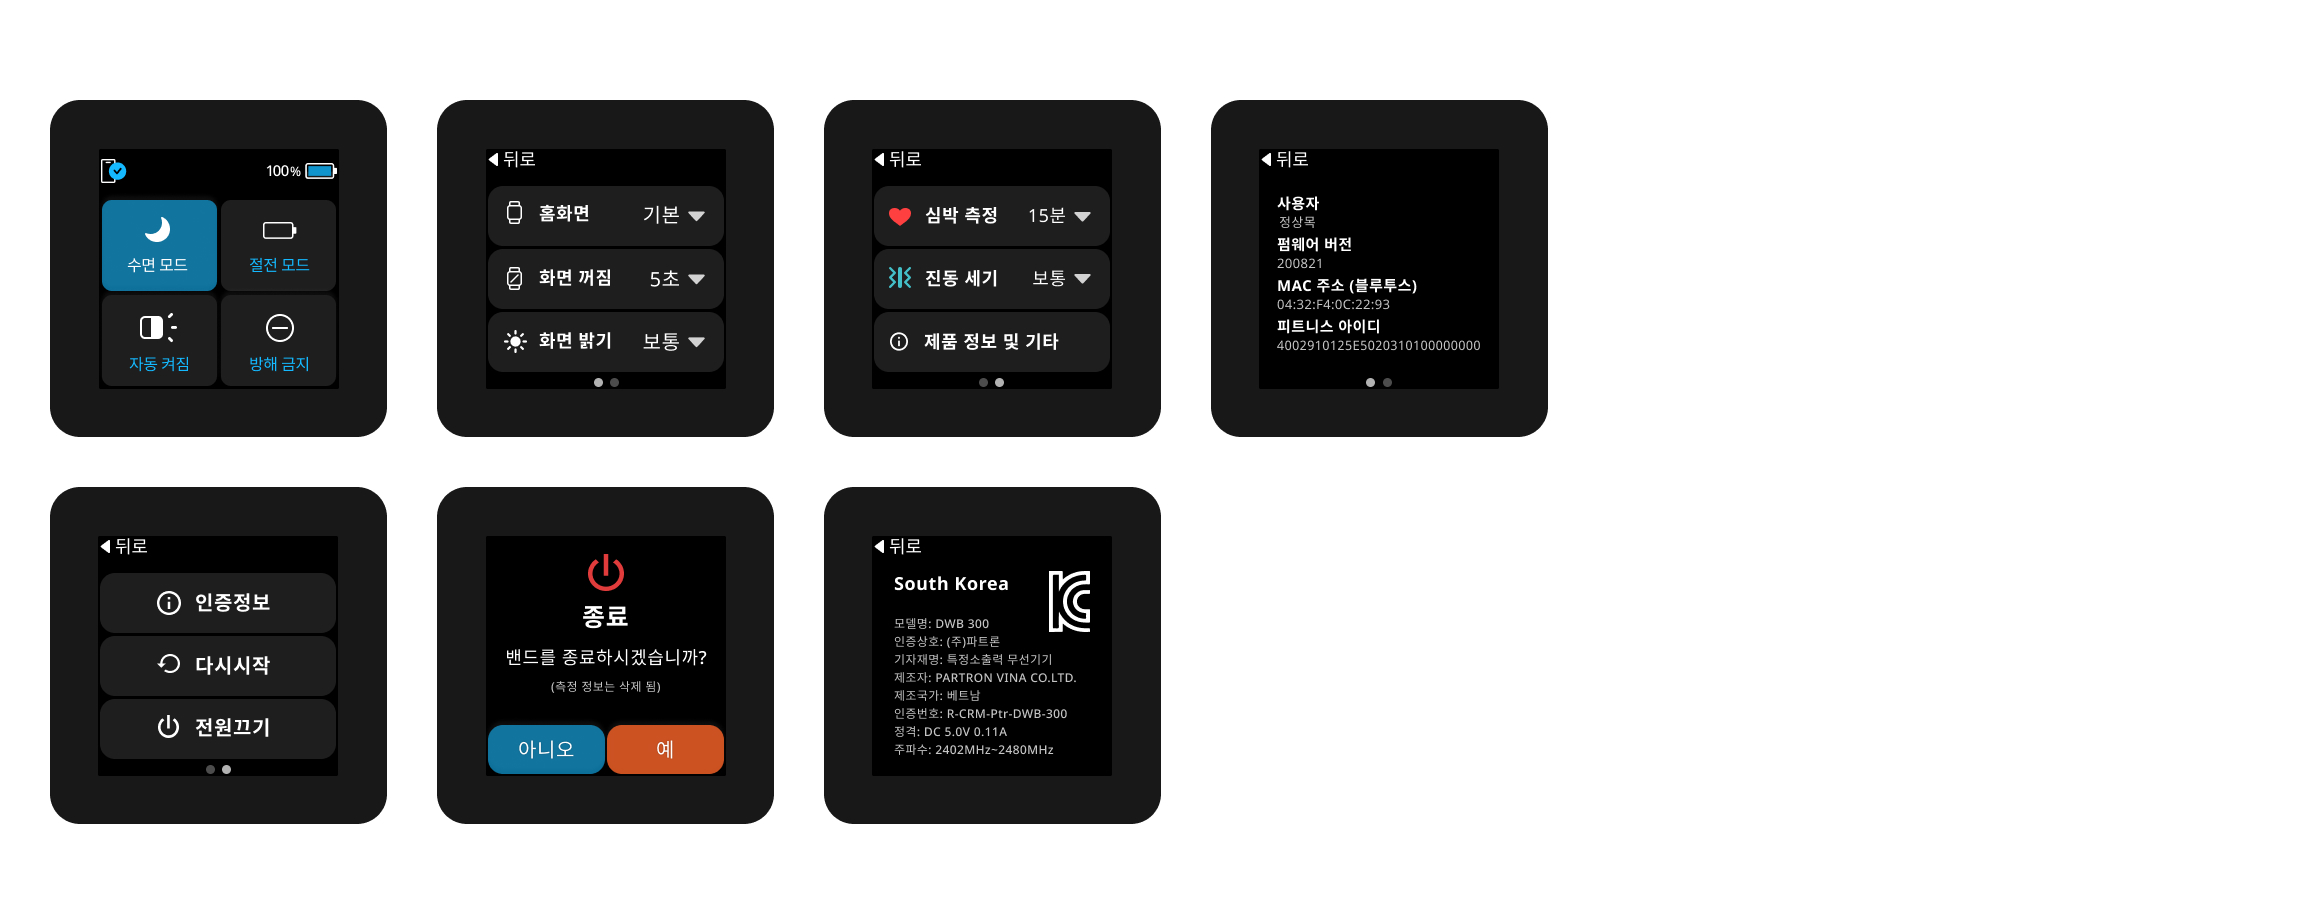 100%
수면 모드
절전 모드
자동 켜짐
방해 금지
뒤로
홈화면 기본
화면 꺼짐 5초
화면 밝기 보통
뒤로
심박 측정 15분
진동 세기 보통
제품 정보 및 기타
뒤로
사용자
정상목
펌웨어 버전
200821
MAC 주소 (블루투스)
04:32:F4:0C:22:93
피트니스 아이디
4002910125E5020310100000000
뒤로
인증정보
다시시작
전원끄기
종료
밴드를 종료하시겠습니까?
(측정 정보는 삭제 됨)
아니오
예
뒤로
South Korea
모델명: DWB 300
인증상호: (주)파트론
기자재명: 특정소출력 무선기기
제조자: PARTRON VINA CO.LTD.
제조국가: 베트남
인증번호: R-CRM-Ptr-DWB-300
정격: DC 5.0V 0.11A
주파수: 2402MHz~2480MHz